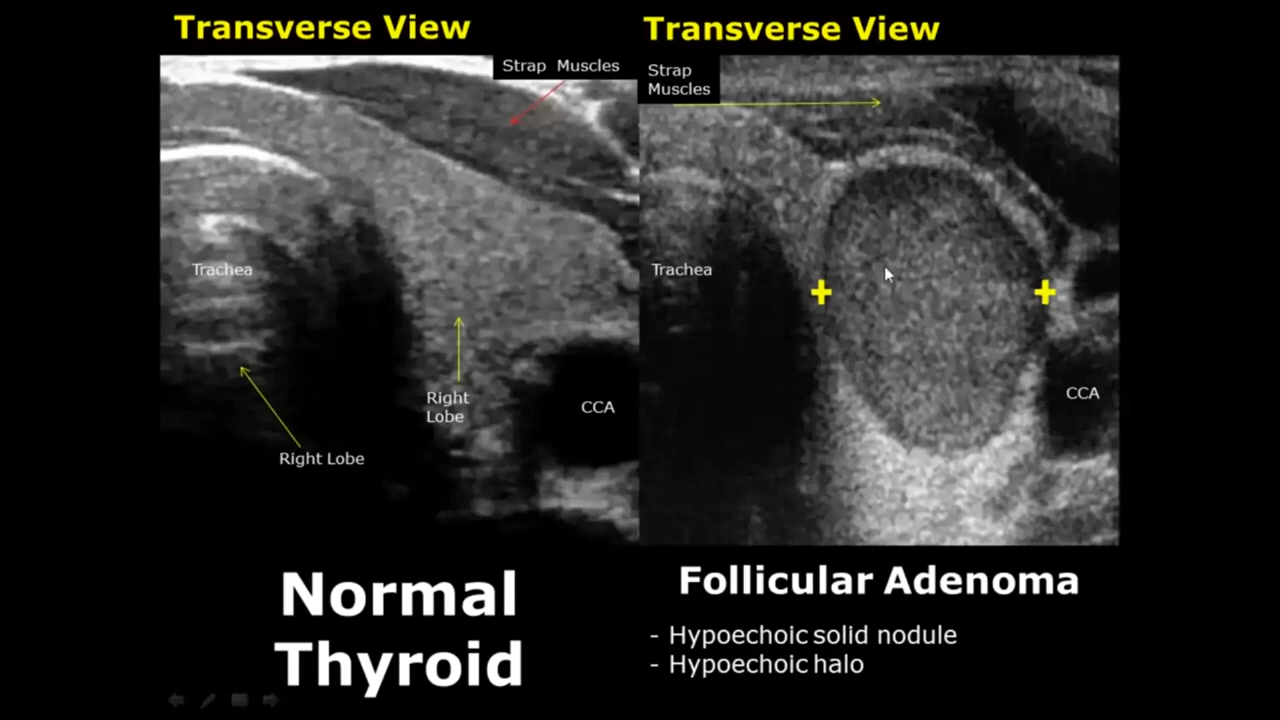 Transverse View
Strap Muscles
Trachea
Right
Lobe
CCA
Right Lobe
Normal
Thyroid
Transverse View
Strap
Muscles
Trachea
CCA
Follicular Adenoma
- Hypoechoic solid nodule
- Hypoechoic halo